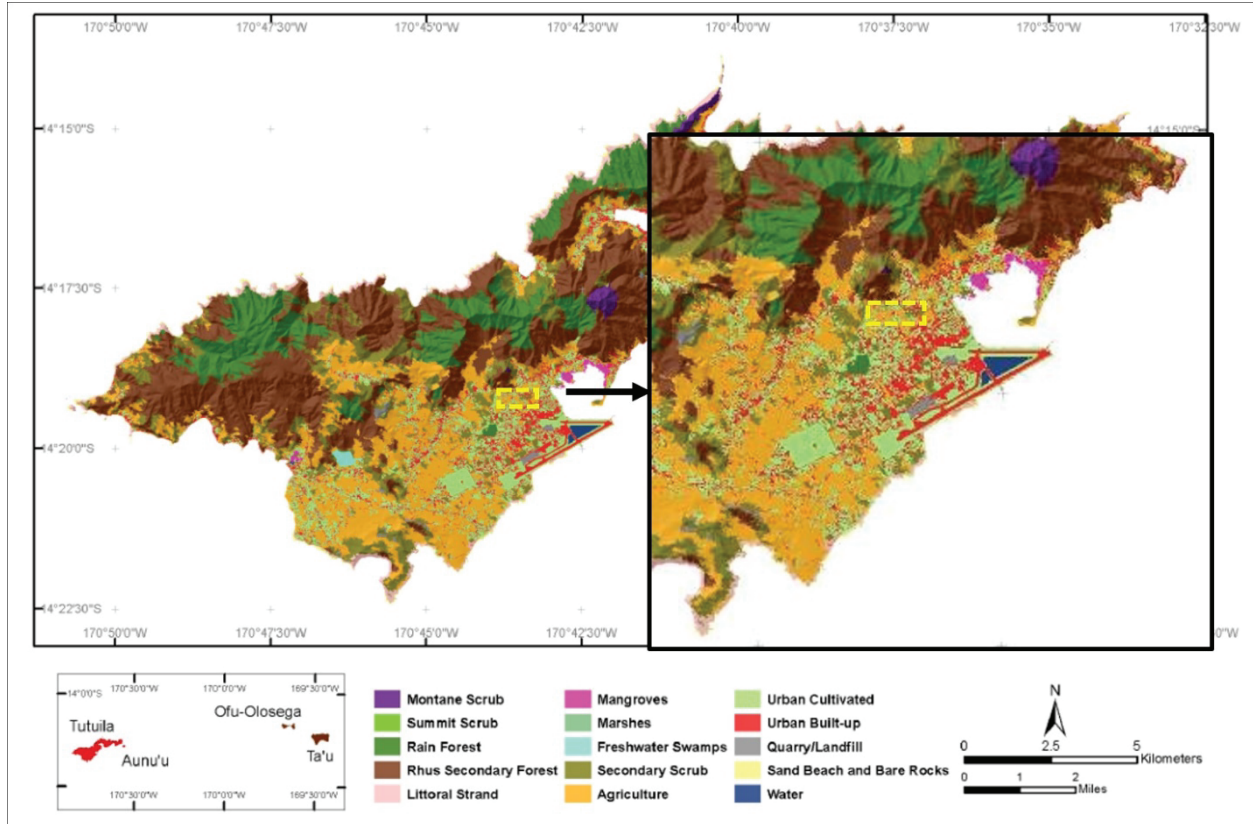 170°50'0"W 170°47'30"W 170°45'0"W 170°42'30"W 170°40'0"W 170°37'30"W 170°35'0"W 170°32'30"W
14°15'0"S 14°15'0"S
14°17'30"S
14°20'0"S
14°22'30"S
170°50'0"W 170°47'30"W 170°45'0"W 170°42'30"W 0"W
170°30'0"W 170°0'0"W 169°30'0"W
14°0'0"S
Ofu-Olosega
Tutuila
Aunu'u
Ta'u
170°30'0"W 170°0'0"W 169°30'0"W
Montane Scrub
Summit Scrub
Rain Forest
Rhus Secondary Forest
Littoral Strand
Mangroves
Marshes
Freshwater Swamps
Secondary Scrub
Agriculture
Urban Cultivated
Urban Built-up
Quarry/Landfill
Sand Beach and Bare Rocks
Water
N
0 2.5 5
Kilometers
0 1 2
Miles